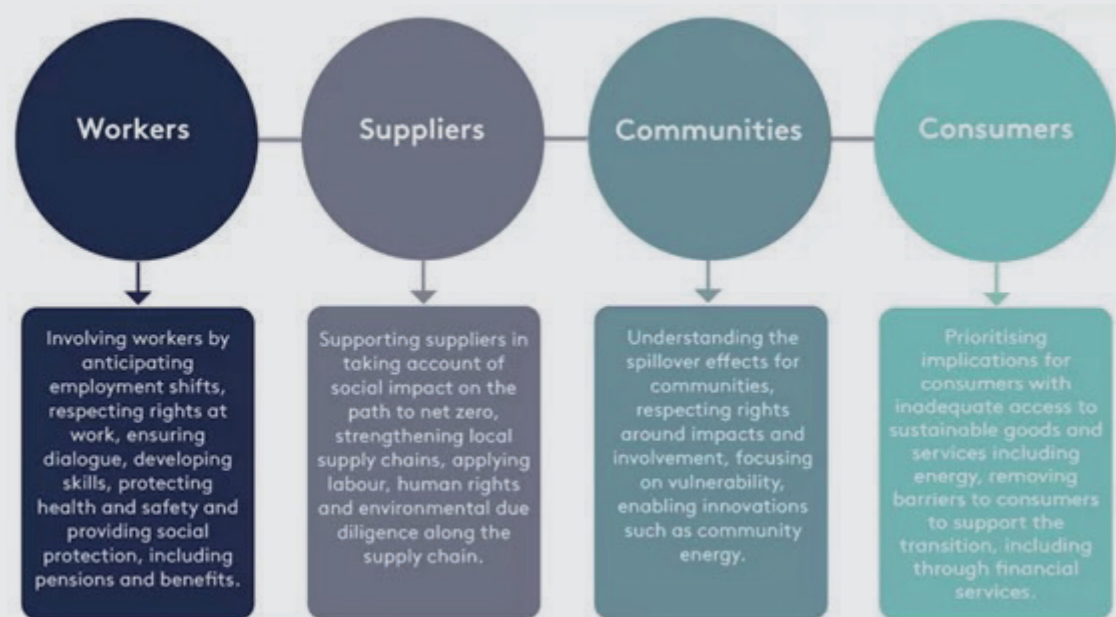 Workers
Suppliers
Communities
Consumers
Involving workers by
anticipating
employment shifts,
respecting rights at
work, ensuring
dialogue, developing
skills, protecting
health and safety and
providing social
protection, including
pensions and benefits.
Supporting suppliers in
taking account of
social impact on the
path to net zero,
strengthening local
supply chains, applying
labour, human rights
and environmental due
diligence along the
supply chain.
Understanding the
spillover effects for
communities,
respecting rights
around impacts and
involvement, focusing
on vulnerability,
enabling innovations
such as community
energy.
Prioritising
implications for
consumers with
inadequate access to
sustainable goods and
services including
energy, removing
barriers to consumers
to support the
transition, including
through financial
services.